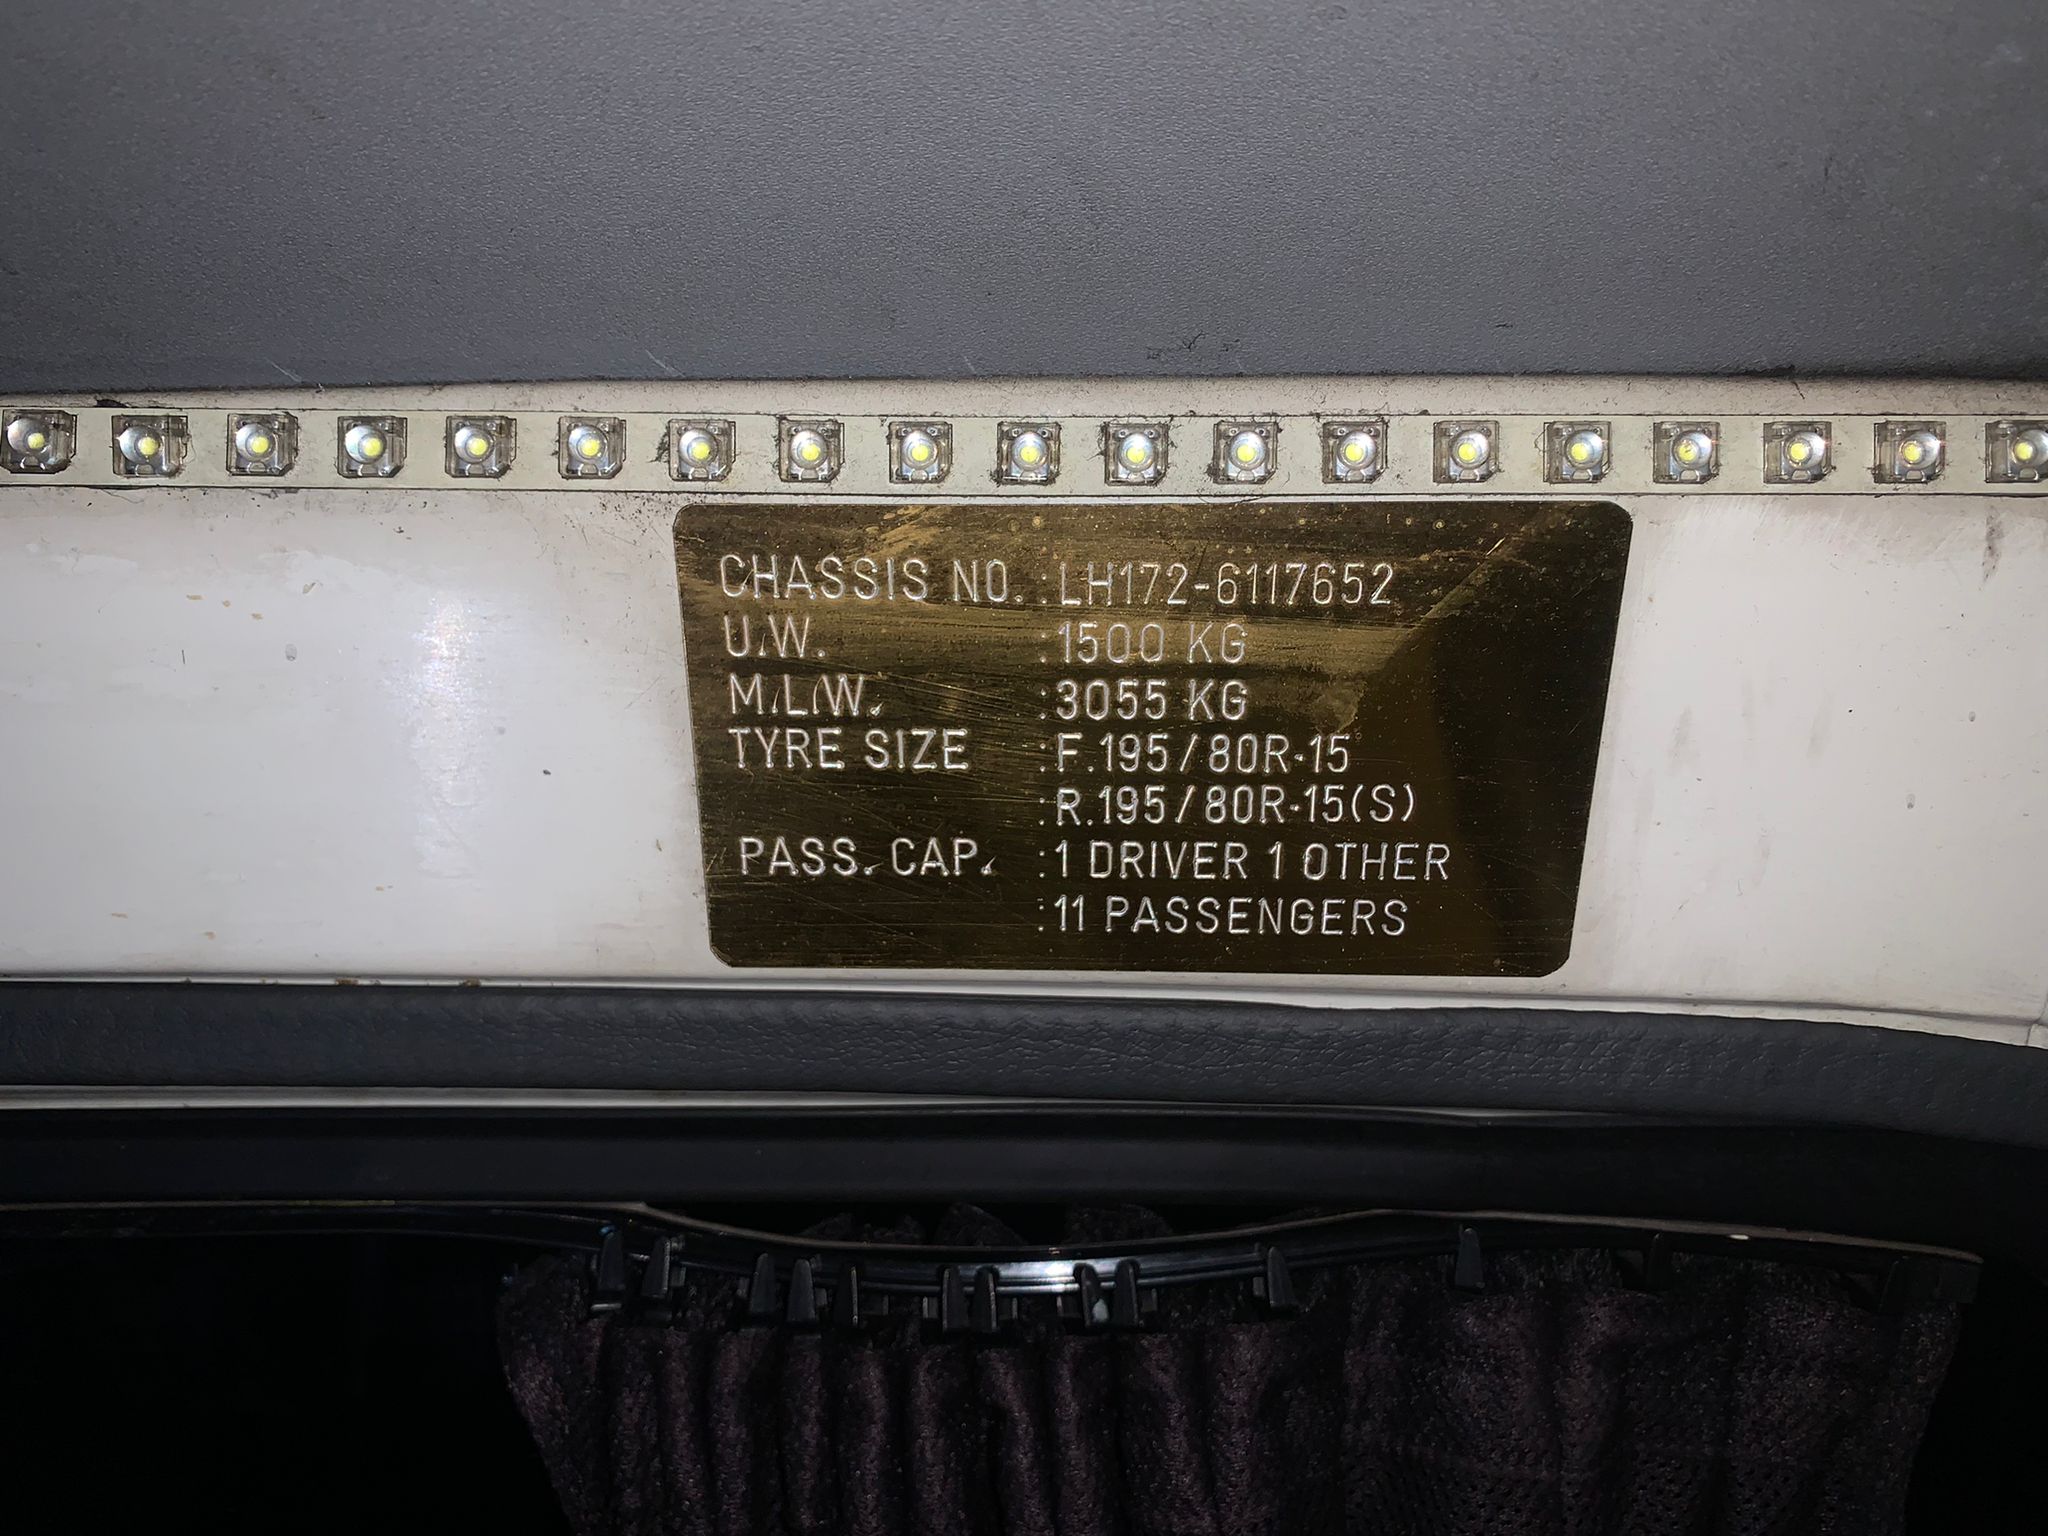 CHASSIS NO. :LH172-6117652
U.W. :1500 KG
M.L.W. :3055 KG
TYRE SIZE :F.195/80R-15
:R.195/80R-15(S)
PASS. CAP. :1 DRIVER 1 OTHER
:11 PASSENGERS